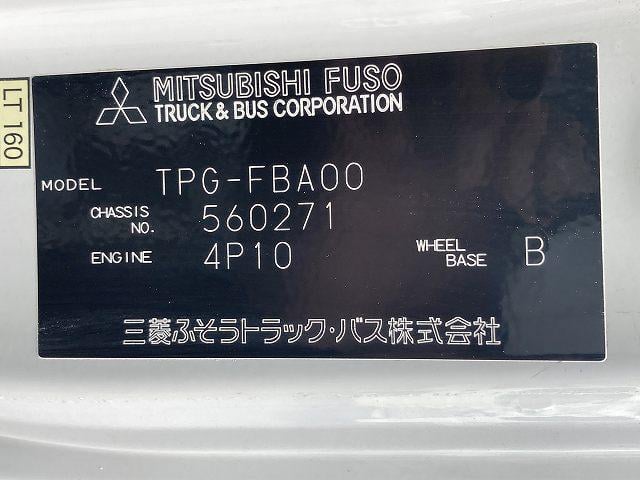 MITSUBISHI FUSO
TRUCK & BUS CORPORATION
LT 160
MODEL TPG-FBA00
CHASSIS NO. 560271
ENGINE 4P10 WHEEL BASE B
三菱ふそうトラック・バス株式会社